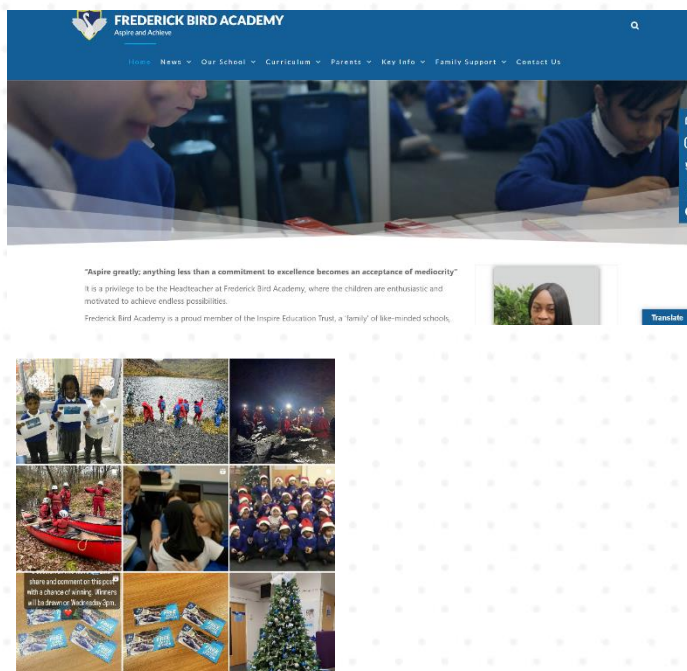 FREDERICK BIRD ACADEMY
Aspire and Achieve
Home News Our School Curriculum Parents Key Info Family Support Contact Us
"Aspire greatly; anything less than a commitment to excellence becomes an acceptance of mediocrity"
It is a privilege to be the Headteacher at Frederick Bird Academy, where the children are enthusiastic and
motivated to achieve endless possibilities.
Frederick Bird Academy is a proud member of the Inspire Education Trust, a 'family' of like-minded schools,
Translate
share and comment on this post
with a chance of winning. Winners
will be drawn on Wednesday 3pm.